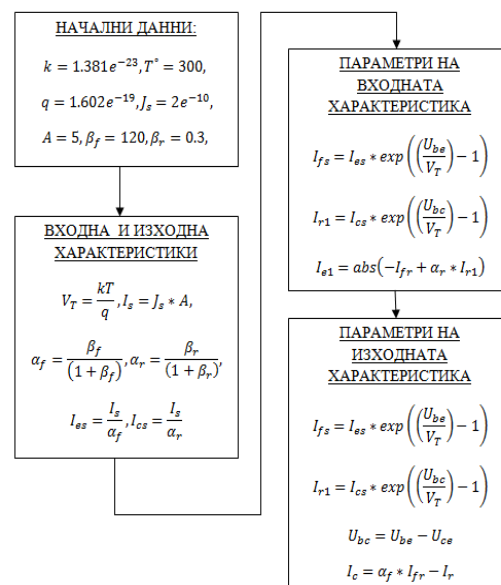 НАЧАЛНИ ДАННИ:
k = 1.381e⁻²³, T° = 300,
q = 1.602e⁻¹⁹, J_s = 2e⁻¹⁰,
A = 5, β_f = 120, β_r = 0.3,
ВХОДНА И ИЗХОДНА
ХАРАКТЕРИСТИКИ
V_T = kT/q, I_s = J_s * A,
α_f = β_f/(1 + β_f), α_r = β_r/(1 + β_r),
I_es = I_s/α_f, I_cs = I_s/α_r
ПАРАМЕТРИ НА
ВХОДНАТА
ХАРАКТЕРИСТИКА
I_fs = I_es * exp((U_be/V_T) − 1)
I_r1 = I_cs * exp((U_bc/V_T) − 1)
I_e1 = abs(−I_fr + α_r * I_r1)
ПАРАМЕТРИ НА
ИЗХОДНАТА
ХАРАКТЕРИСТИКА
I_fs = I_es * exp((U_be/V_T) − 1)
I_r1 = I_cs * exp((U_bc/V_T) − 1)
U_bc = U_be − U_ce
I_c = α_f * I_fr − I_r